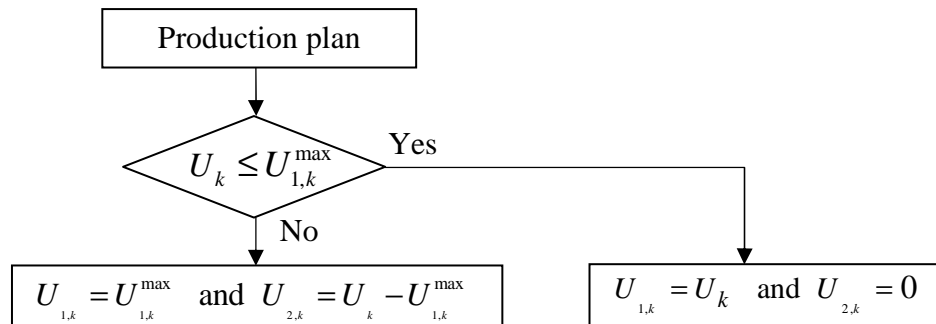 Production plan
Yes
U_k ≤ U_{1,k}^{max}
No
U_{1,k} = U_{1,k}^{max} and U_{2,k} = U_k − U_{1,k}^{max}
U_{1,k} = U_k and U_{2,k} = 0